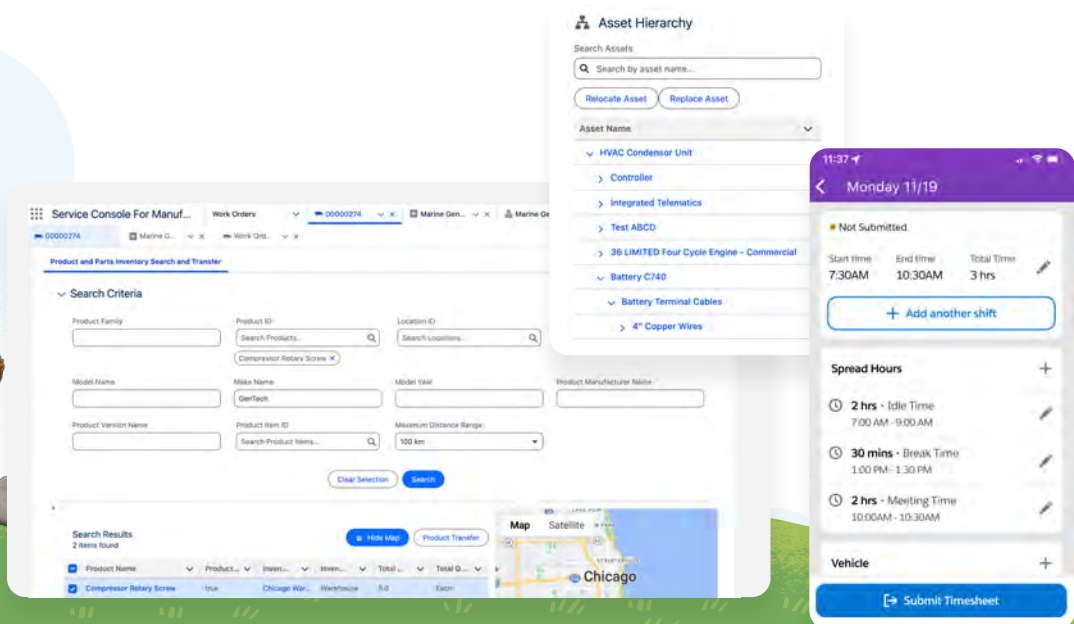 Asset Hierarchy
Search Assets
Search by asset name...
Relocate Asset
Replace Asset
Asset Name
HVAC Condensor Unit
Controller
Integrated Telematics
Test ABCD
36 LIMITED Four Cycle Engine - Commercial
Battery C740
Battery Terminal Cables
4" Copper Wires
11:37
Monday 11/19
Not Submitted
Start time End time Total Time
7:30AM 10:30AM 3 hrs
+ Add another shift
Spread Hours +
2 hrs · Idle Time
7:00 AM - 9:00 AM
30 mins · Break Time
1:00 PM - 1:30 PM
2 hrs · Meeting Time
10:00AM - 10:30AM
Vehicle +
Submit Timesheet
Service Console For Manuf... Work Orders 00000274 Marine Gen... Marine Ge
00000274 Marine G... Work Ord...
Product and Parts Inventory Search and Transfer
Search Criteria
Product Family Product ID Location ID
Search Products... Search Locations...
Compressor Rotary Screw ×
Model Name Make Name Model Year Product Manufacturer Name
GenTech
Product Version Name Product Item ID Maximum Distance Range
Search Product Items... 100 km
Clear Selection Search
Search Results
2 items found
Hide Map Product Transfer
Product Name Product... Inven... Inven... Total ... Total Q...
Compressor Rotary Screw true Chicago War... Warehouse Each
Map Satellite
Chicago